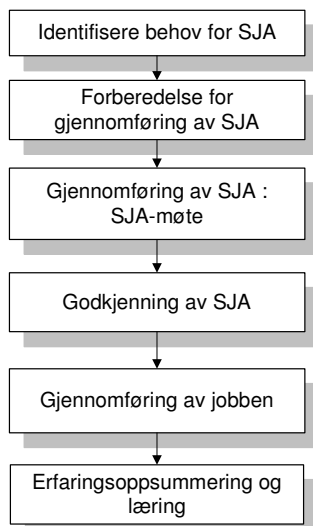 Identifisere behov for SJA
Forberedelse for
gjennomføring av SJA
Gjennomføring av SJA :
SJA-møte
Godkjenning av SJA
Gjennomføring av jobben
Erfaringsoppsummering og
læring